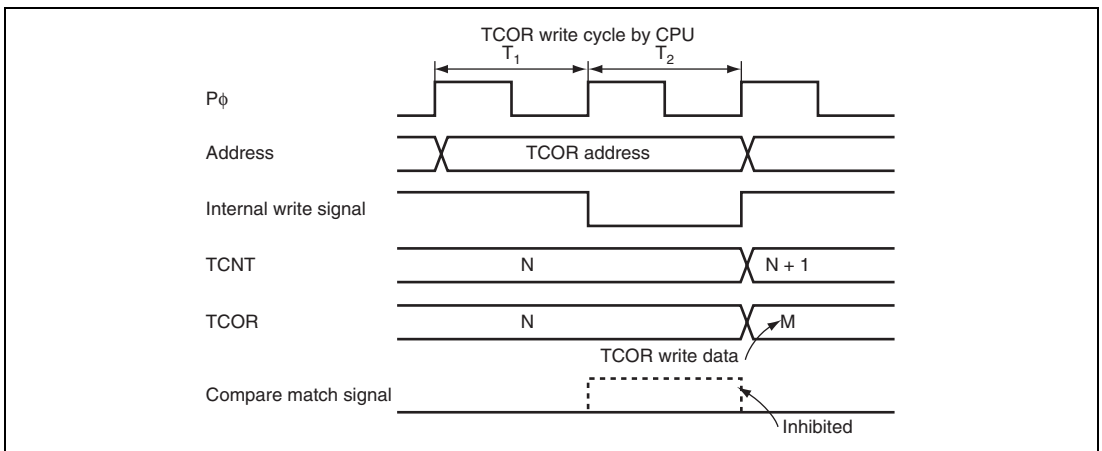 TCOR write cycle by CPU
T1 T2
Pϕ
Address TCOR address
Internal write signal
TCNT N N + 1
TCOR N M
TCOR write data
Compare match signal
Inhibited